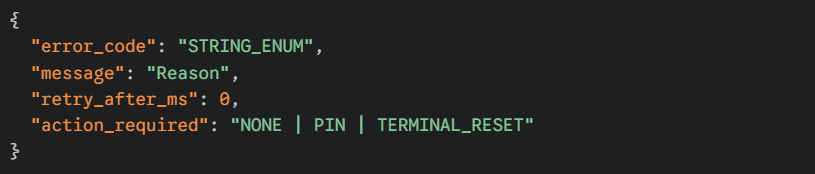 {
  "error_code": "STRING_ENUM",
  "message": "Reason",
  "retry_after_ms": 0,
  "action_required": "NONE | PIN | TERMINAL_RESET"
}